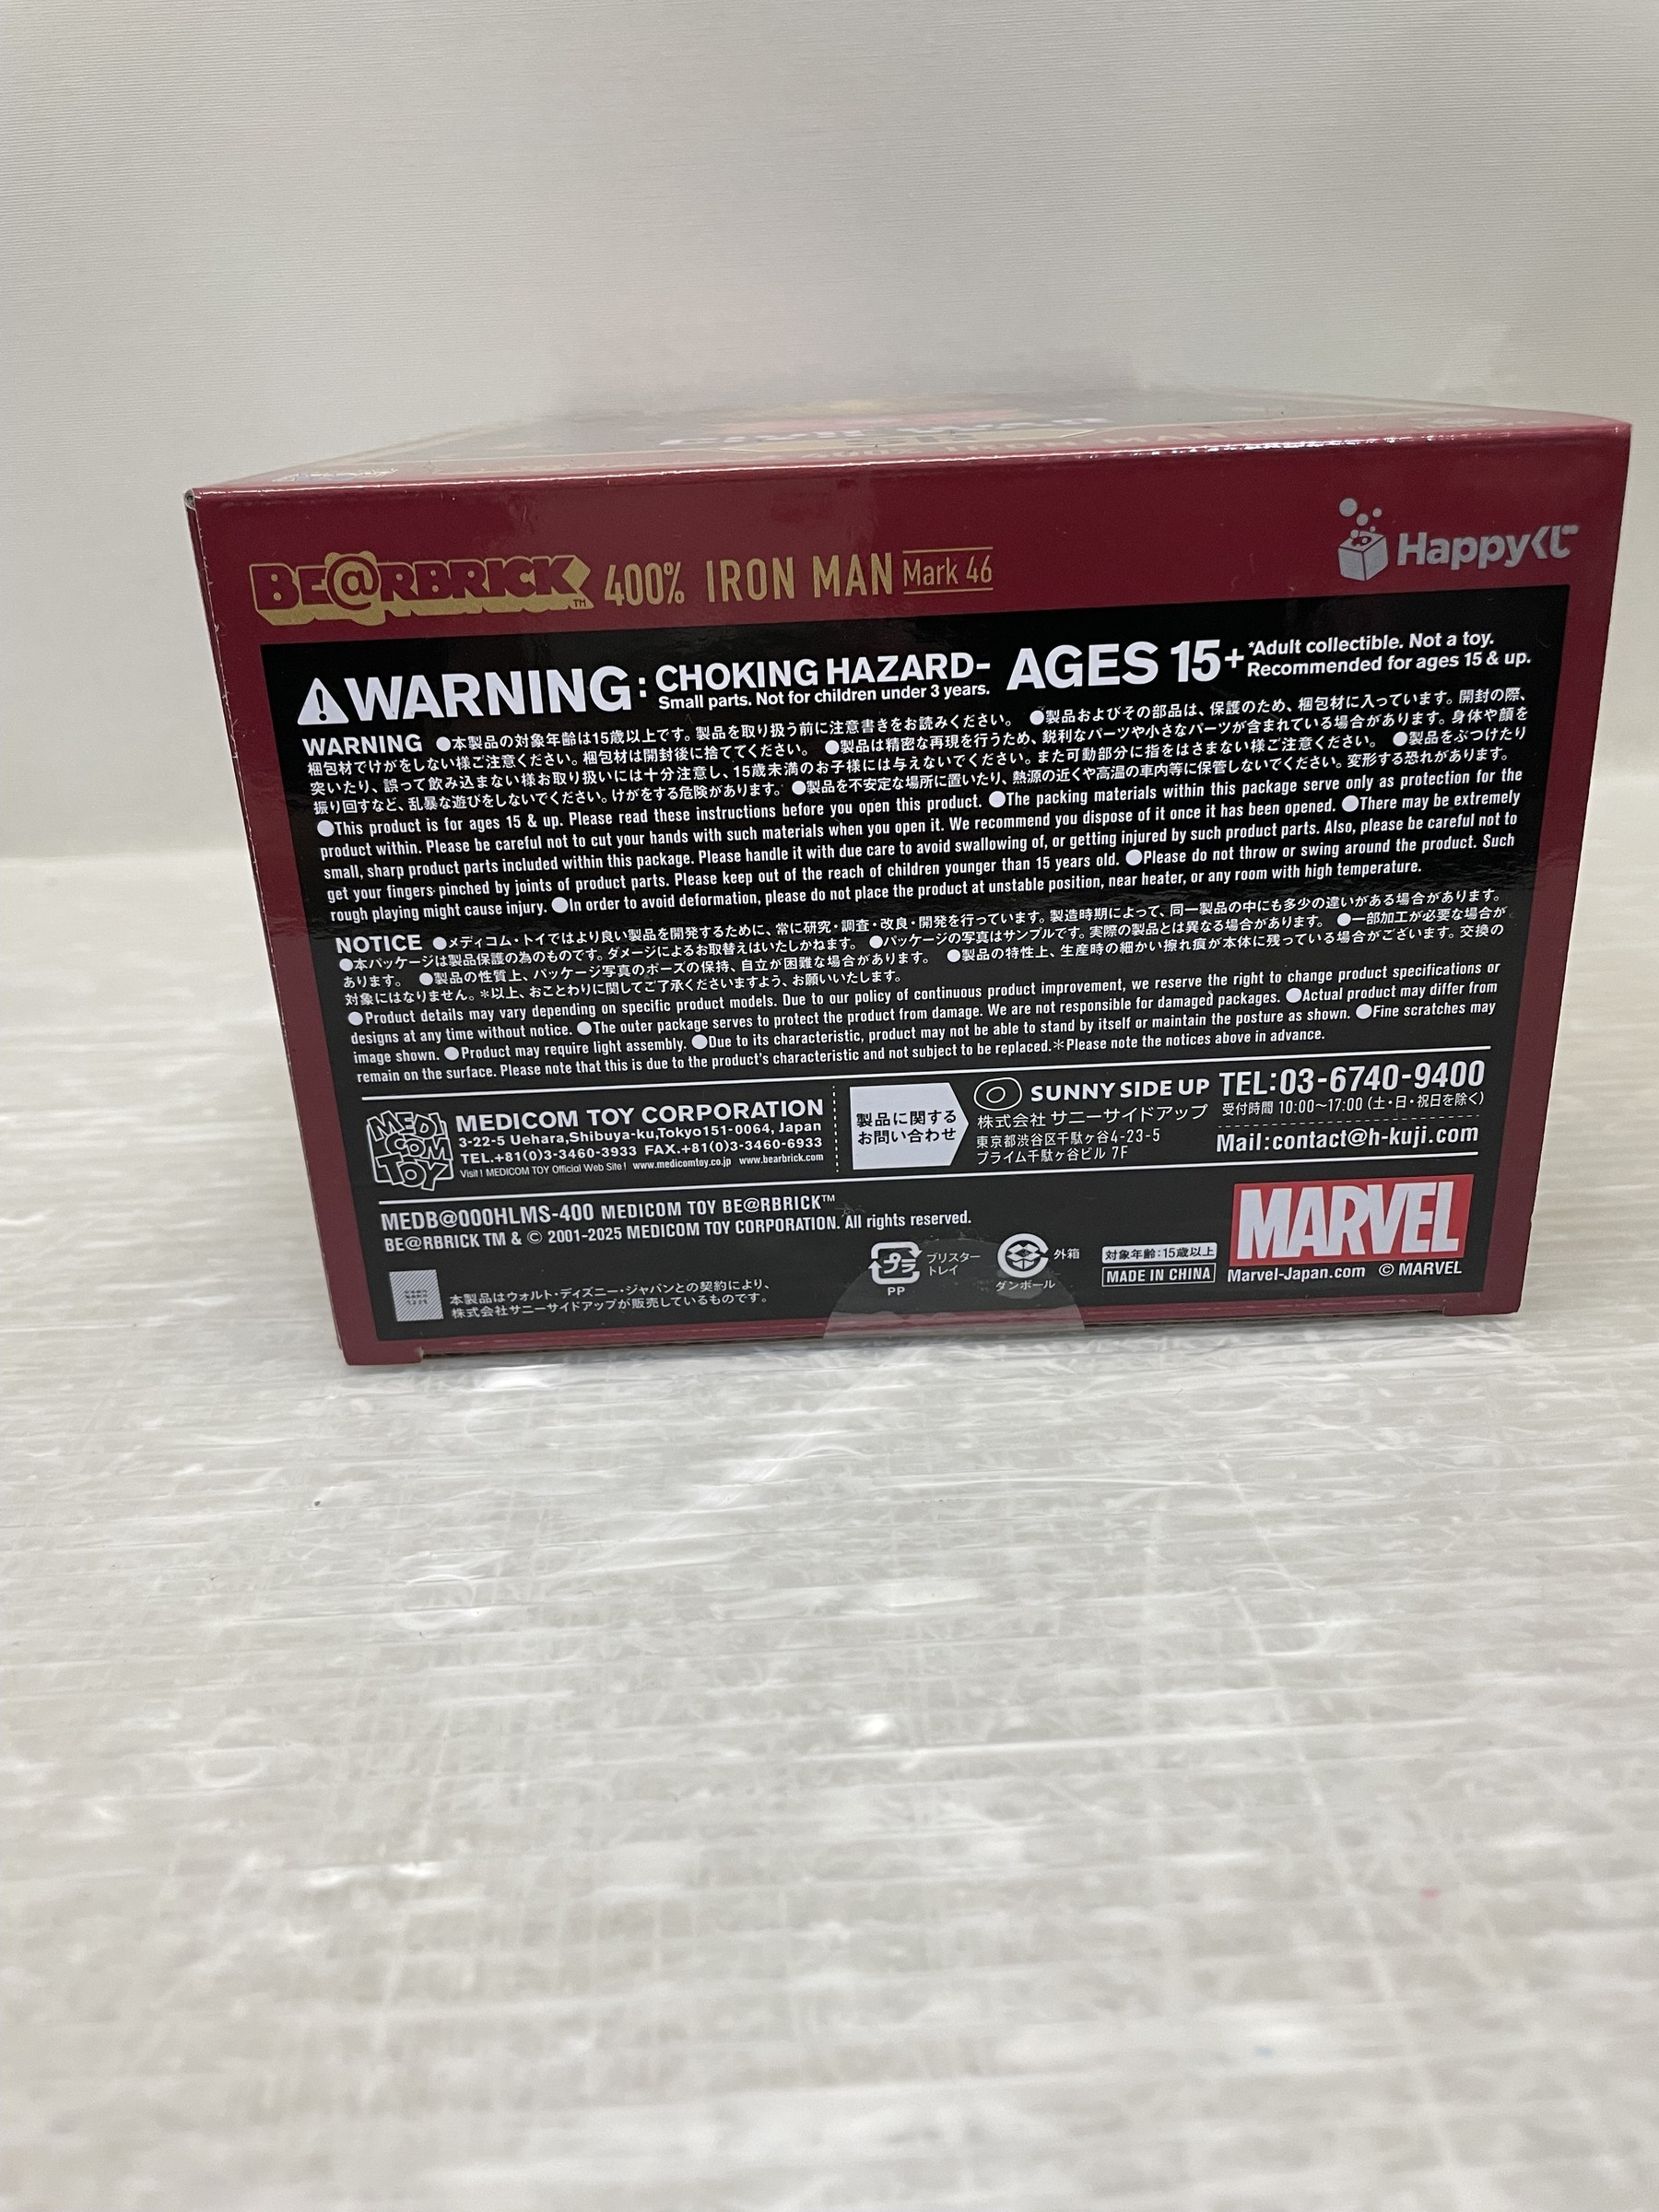 BE@RBRICK TM 400% IRON MAN Mark 46
Happyくじ
WARNING: CHOKING HAZARD-
Small parts. Not for children under 3 years.
AGES 15+
*Adult collectible. Not a toy.
Recommended for ages 15 & up.
WARNING ●本製品の対象年齢は15歳以上です。製品を取り扱う前に注意書きをお読みください。 ●製品およびその部品は、保護のため、梱包材に入っています。開封の際、
梱包材でけがをしない様ご注意ください。梱包材は開封後に捨ててください。 ●製品は精密な再現を行うため、鋭利なパーツや小さなパーツが含まれている場合があります。身体や顔を
突いたり、誤って飲み込まない様お取り扱いには十分注意し、15歳未満のお子様には与えないでください。また可動部分に指をはさまない様ご注意ください。 ●製品をぶつけたり
振り回すなど、乱暴な遊びをしないでください。けがをする危険があります。 ●製品を不安定な場所に置いたり、熱源の近くや高温の車内等に保管しないでください。変形する恐れがあります。
●This product is for ages 15 & up. Please read these instructions before you open this product. ●The packing materials within this package serve only as protection for the
product within. Please be careful not to cut your hands with such materials when you open it. We recommend you dispose of it once it has been opened. ●There may be extremely
small, sharp product parts included within this package. Please handle it with due care to avoid swallowing of, or getting injured by such product parts. Also, please be careful not to
get your fingers pinched by joints of product parts. Please keep out of the reach of children younger than 15 years old. ●Please do not throw or swing around the product. Such
rough playing might cause injury. ●In order to avoid deformation, please do not place the product at unstable position, near heater, or any room with high temperature.
NOTICE ●メディコム・トイではより良い製品を開発するために、常に研究・調査・改良・開発を行っています。製造時期によって、同一製品の中にも多少の違いがある場合があります。
●本パッケージは製品保護の為のものです。ダメージによるお取替えはいたしかねます。 ●パッケージの写真はサンプルです。実際の製品とは異なる場合があります。 ●一部加工が必要な場合が
あります。 ●製品の性質上、パッケージ写真のポーズの保持、自立が困難な場合があります。 ●製品の特性上、生産時の細かい擦れ痕が本体に残っている場合がございます。交換の
対象にはなりません。＊以上、おことわりに関してご了承くださいますよう、お願いいたします。
●Product details may vary depending on specific product models. Due to our policy of continuous product improvement, we reserve the right to change product specifications or
designs at any time without notice. ●The outer package serves to protect the product from damage. We are not responsible for damaged packages. ●Actual product may differ from
image shown. ●Product may require light assembly. ●Due to its characteristic, product may not be able to stand by itself or maintain the posture as shown. ●Fine scratches may
remain on the surface. Please note that this is due to the product's characteristic and not subject to be replaced.＊Please note the notices above in advance.
MEDI COM TOY
MEDICOM TOY CORPORATION
3-22-5 Uehara,Shibuya-ku,Tokyo151-0064, Japan
TEL.+81(0)3-3460-3933 FAX.+81(0)3-3460-6933
Visit ! MEDICOM TOY Official Web Site ! www.medicomtoy.co.jp www.bearbrick.com
製品に関する
お問い合わせ
SUNNY SIDE UP
株式会社 サニーサイドアップ
東京都渋谷区千駄ヶ谷4-23-5
プライム千駄ヶ谷ビル 7F
TEL:03-6740-9400
受付時間 10:00〜17:00 (土・日・祝日を除く)
Mail:contact@h-kuji.com
MEDB@000HLMS-400 MEDICOM TOY BE@RBRICK™
BE@RBRICK TM & © 2001-2025 MEDICOM TOY CORPORATION. All rights reserved.
本製品はウォルト・ディズニー・ジャパンとの契約により、
株式会社サニーサイドアップが販売しているものです。
プラ
PP
ブリスター
トレイ
ダンボール
外箱
対象年齢:15歳以上
MADE IN CHINA
MARVEL
Marvel-Japan.com © MARVEL